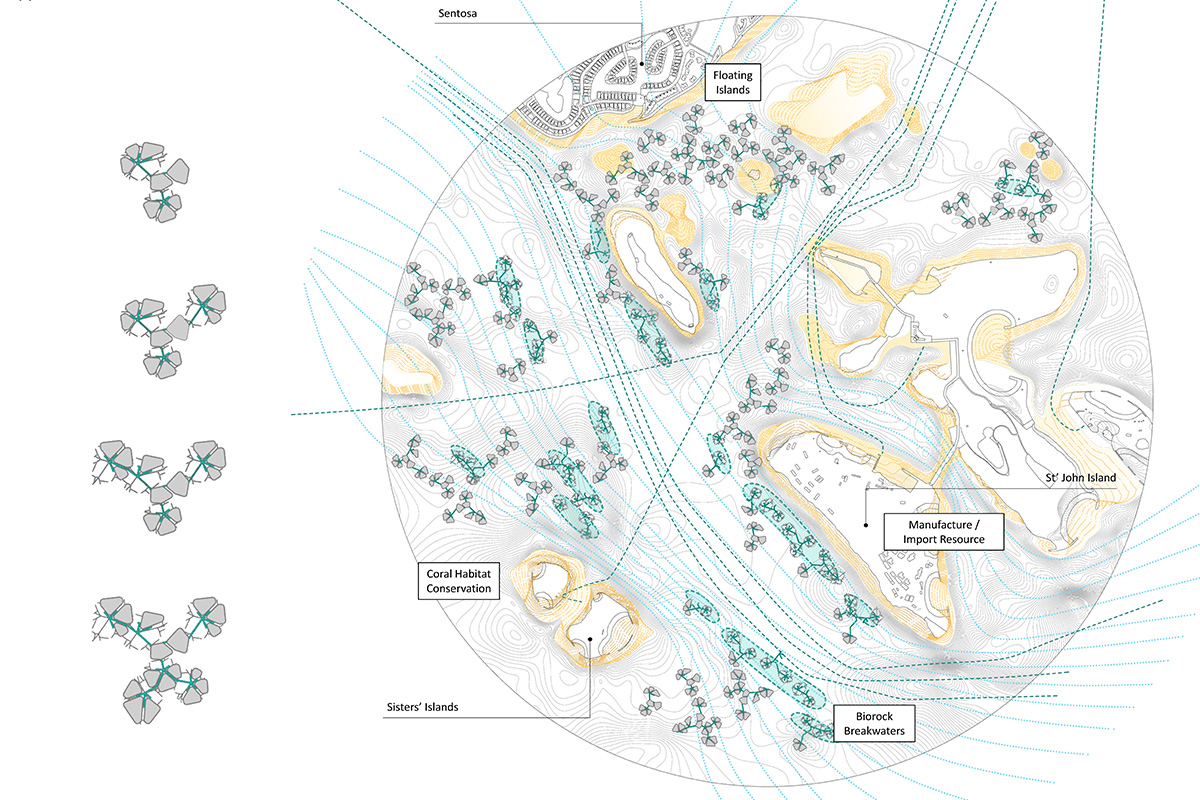 Sentosa
Floating
Islands
St' John Island
Manufacture /
Import Resource
Coral Habitat
Conservation
Sisters' Islands
Biorock
Breakwaters